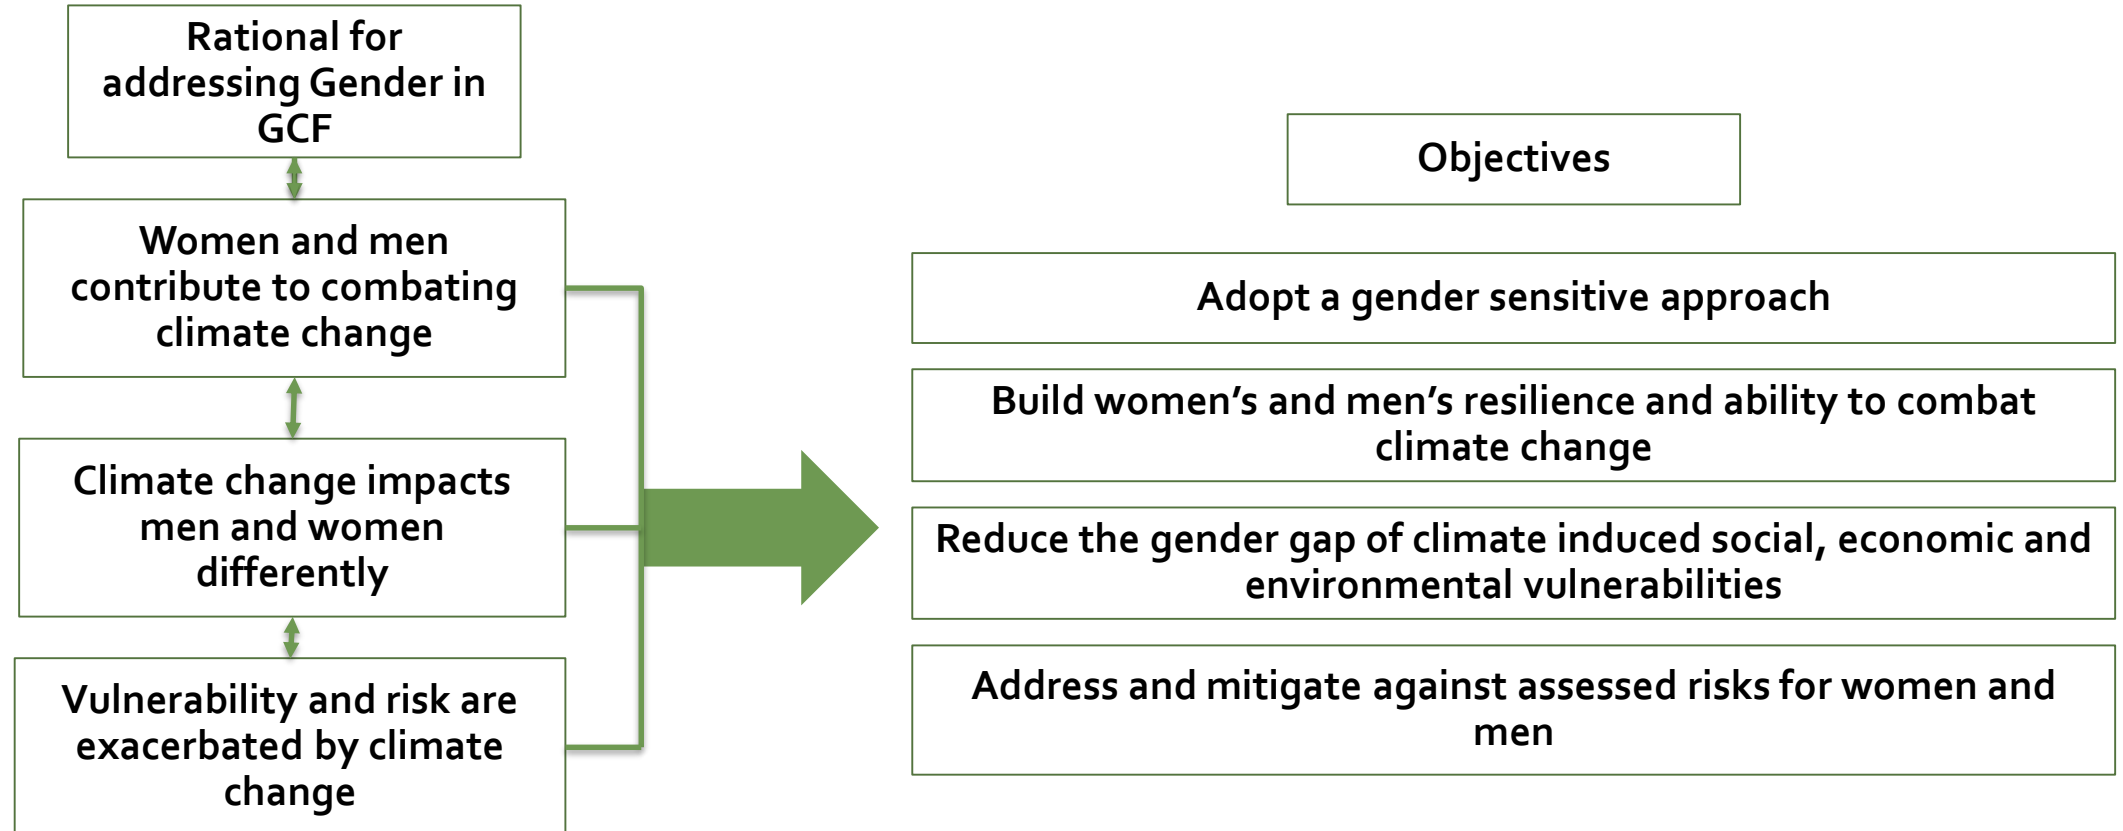 Rational for
addressing Gender in
GCF
Women and men
contribute to combating
climate change
Climate change impacts
men and women
differently
Vulnerability and risk are
exacerbated by climate
change
Objectives
Adopt a gender sensitive approach
Build women’s and men’s resilience and ability to combat
climate change
Reduce the gender gap of climate induced social, economic and
environmental vulnerabilities
Address and mitigate against assessed risks for women and
men